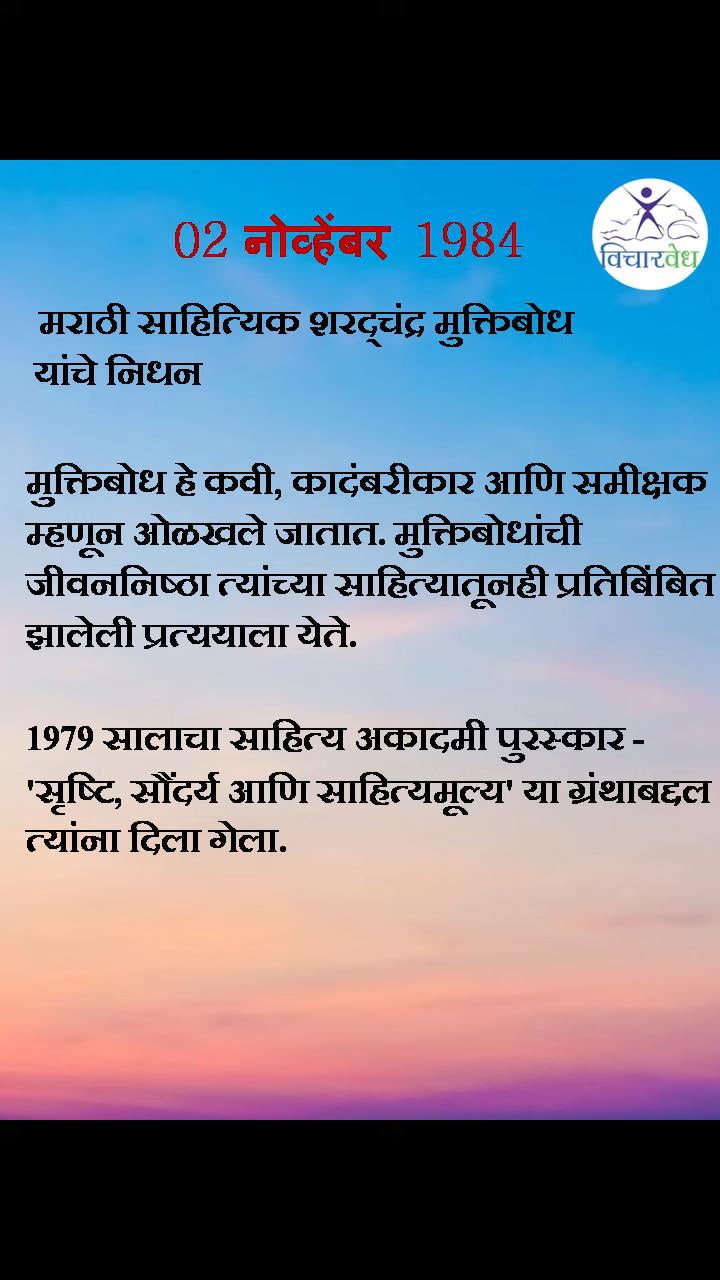 02 नोव्हेंबर 1984
विचारवेध
मराठी साहित्यिक शरद्चंद्र मुक्तिबोध
यांचे निधन
मुक्तिबोध हे कवी, कादंबरीकार आणि समीक्षक
म्हणून ओळखले जातात. मुक्तिबोधांची
जीवननिष्ठा त्यांच्या साहित्यातूनही प्रतिबिंबित
झालेली प्रत्ययाला येते.
1979 सालाचा साहित्य अकादमी पुरस्कार -
'सृष्टि, सौंदर्य आणि साहित्यमूल्य' या ग्रंथाबद्दल
त्यांना दिला गेला.